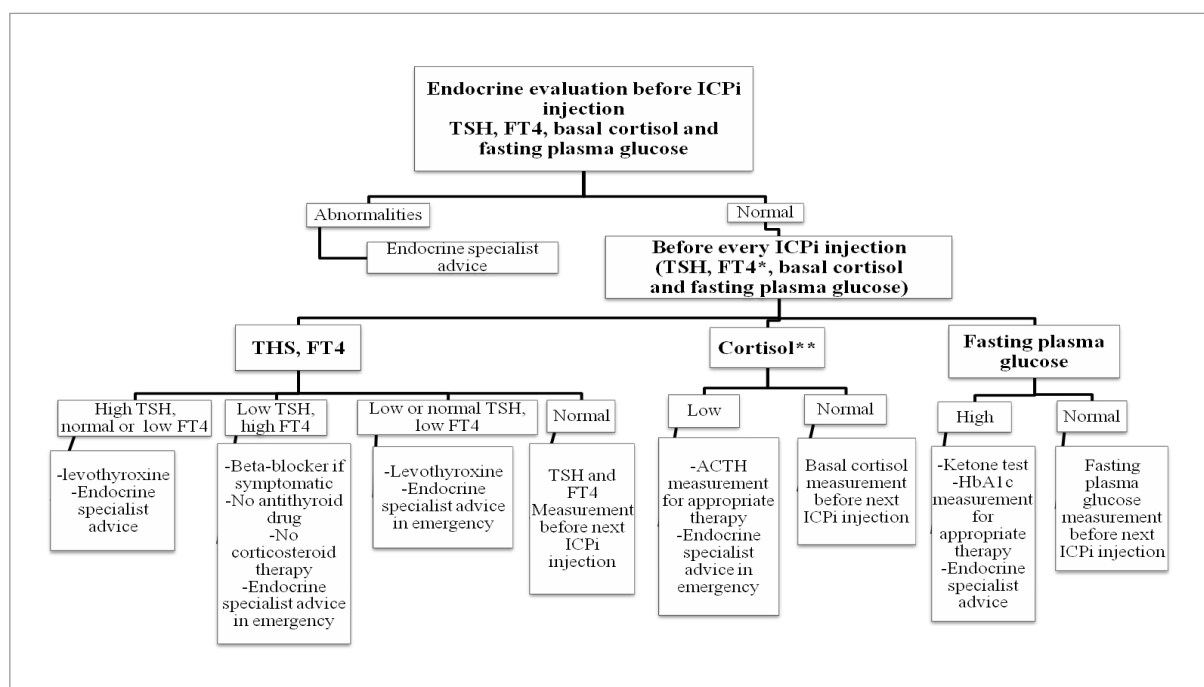 Endocrine evaluation before ICPi
injection
TSH, FT4, basal cortisol and
fasting plasma glucose
Abnormalities
Normal
Endocrine specialist
advice
Before every ICPi injection
(TSH, FT4*, basal cortisol
and fasting plasma glucose)
THS, FT4
Cortisol**
Fasting plasma
glucose
High TSH,
normal or low FT4
Low TSH,
high FT4
Low or normal TSH,
low FT4
Normal
Low
Normal
High
Normal
-levothyroxine
-Endocrine
specialist
advice
-Beta-blocker if
symptomatic
-No antithyroid
drug
-No
corticosteroid
therapy
-Endocrine
specialist advice
in emergency
-Levothyroxine
-Endocrine
specialist advice
in emergency
TSH and
FT4
Measurement
before next
ICPi
injection
-ACTH
measurement
for appropriate
therapy
-Endocrine
specialist
advice in
emergency
Basal cortisol
measurement
before next
ICPi injection
-Ketone test
-HbA1c
measurement
for
appropriate
therapy
-Endocrine
specialist
advice
Fasting
plasma
glucose
measurement
before next
ICPi injection